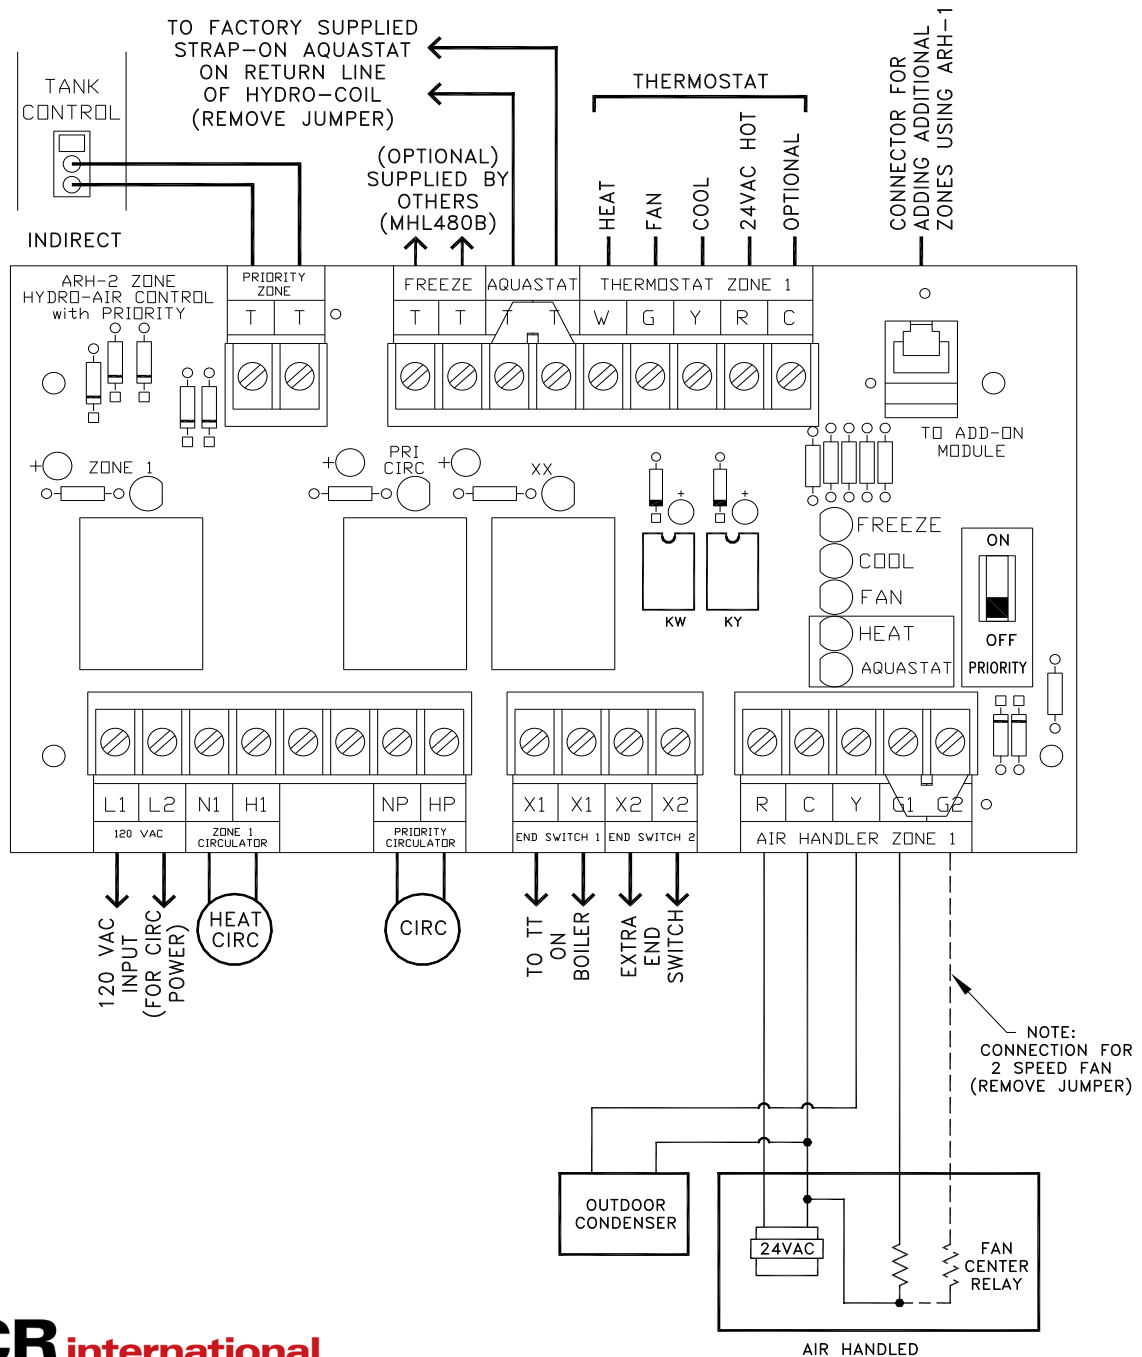 TO FACTORY SUPPLIED
STRAP-ON AQUASTAT
ON RETURN LINE
OF HYDRO-COIL
(REMOVE JUMPER)
TANK
CONTROL
INDIRECT
(OPTIONAL)
SUPPLIED BY
OTHERS
(MHL480B)
THERMOSTAT
HEAT
FAN
COOL
24VAC HOT
OPTIONAL
CONNECTOR FOR
ADDING ADDITIONAL
ZONES USING ARH-1
ARH-2 ZONE
HYDRO-AIR CONTROL
with PRIORITY
PRIORITY
ZONE
T T
FREEZE AQUASTAT THERMOSTAT ZONE 1
T T T T W G Y R C
TO ADD-ON
MODULE
+ ZONE 1
+ PRI
CIRC
+ XX
+ +
KW KY
FREEZE
COOL
FAN
HEAT
AQUASTAT
ON
OFF
PRIORITY
L1 L2 N1 H1 NP HP
120 VAC
ZONE 1
CIRCULATOR
PRIORITY
CIRCULATOR
X1 X1 X2 X2
END SWITCH 1 END SWITCH 2
R C Y G1 G2
AIR HANDLER ZONE 1
120 VAC
INPUT
(FOR CIRC
POWER)
HEAT
CIRC
CIRC
TO TT
ON
BOILER
EXTRA
END
SWITCH
NOTE:
CONNECTION FOR
2 SPEED FAN
(REMOVE JUMPER)
OUTDOOR
CONDENSER
24VAC
FAN
CENTER
RELAY
AIR HANDLED
CR international